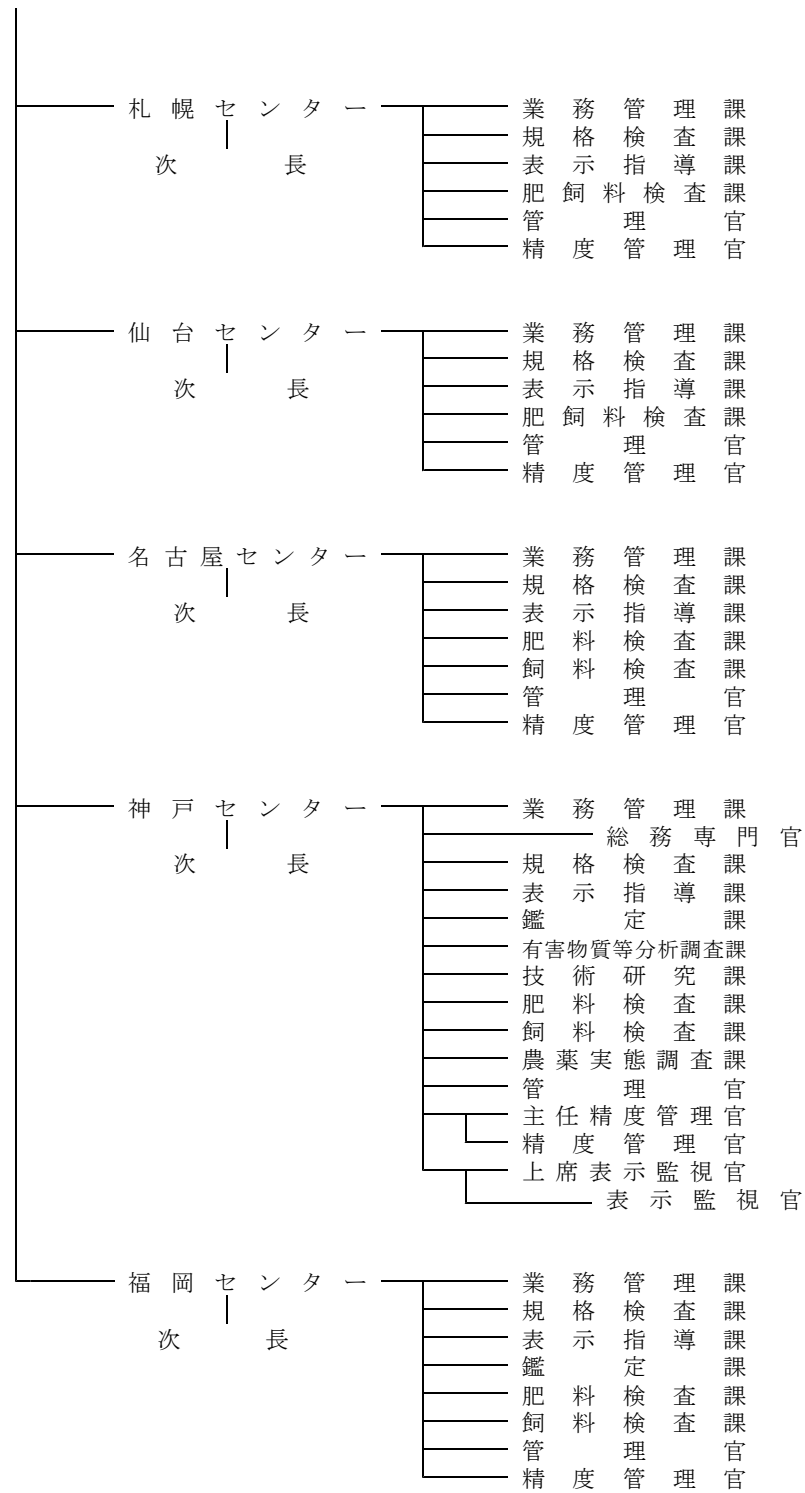 札幌センター 業務管理課
規格検査課
次長 表示指導課
肥飼料検査課
管理官
精度管理官
仙台センター 業務管理課
規格検査課
次長 表示指導課
肥飼料検査課
管理官
精度管理官
名古屋センター 業務管理課
規格検査課
次長 表示指導課
肥料検査課
飼料検査課
管理官
精度管理官
神戸センター 業務管理課
総務専門官
次長 規格検査課
表示指導課
鑑定課
有害物質等分析調査課
技術研究課
肥料検査課
飼料検査課
農薬実態調査課
管理官
主任精度管理官
精度管理官
上席表示監視官
表示監視官
福岡センター 業務管理課
規格検査課
次長 表示指導課
鑑定課
肥料検査課
飼料検査課
管理官
精度管理官